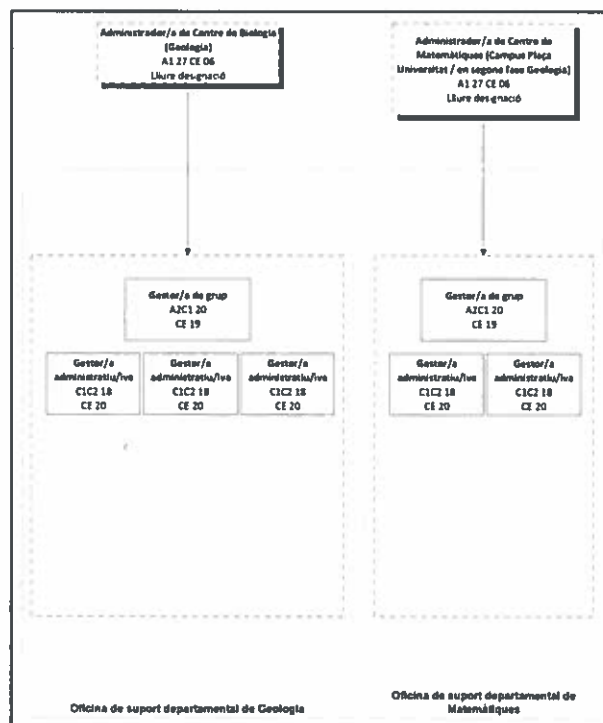 Administrador/a de Centre de Biologia
(Geologia)
A1 27 CE 06
Lliure designació
Administrador/a de Centre de
Matemàtiques (Campus Plaça
Universitat / en segona fase Geologia)
A1 27 CE 06
Lliure designació
Gestor/a de grup
A2C1 20
CE 19
Gestor/a
administratiu/iva
C1C2 18
CE 20
Gestor/a
administratiu/iva
C1C2 18
CE 20
Gestor/a
administratiu/iva
C1C2 18
CE 20
Gestor/a de grup
A2C1 20
CE 19
Gestor/a
administratiu/iva
C1C2 18
CE 20
Gestor/a
administratiu/iva
C1C2 18
CE 20
Oficina de suport departamental de Geologia
Oficina de suport departamental de
Matemàtiques